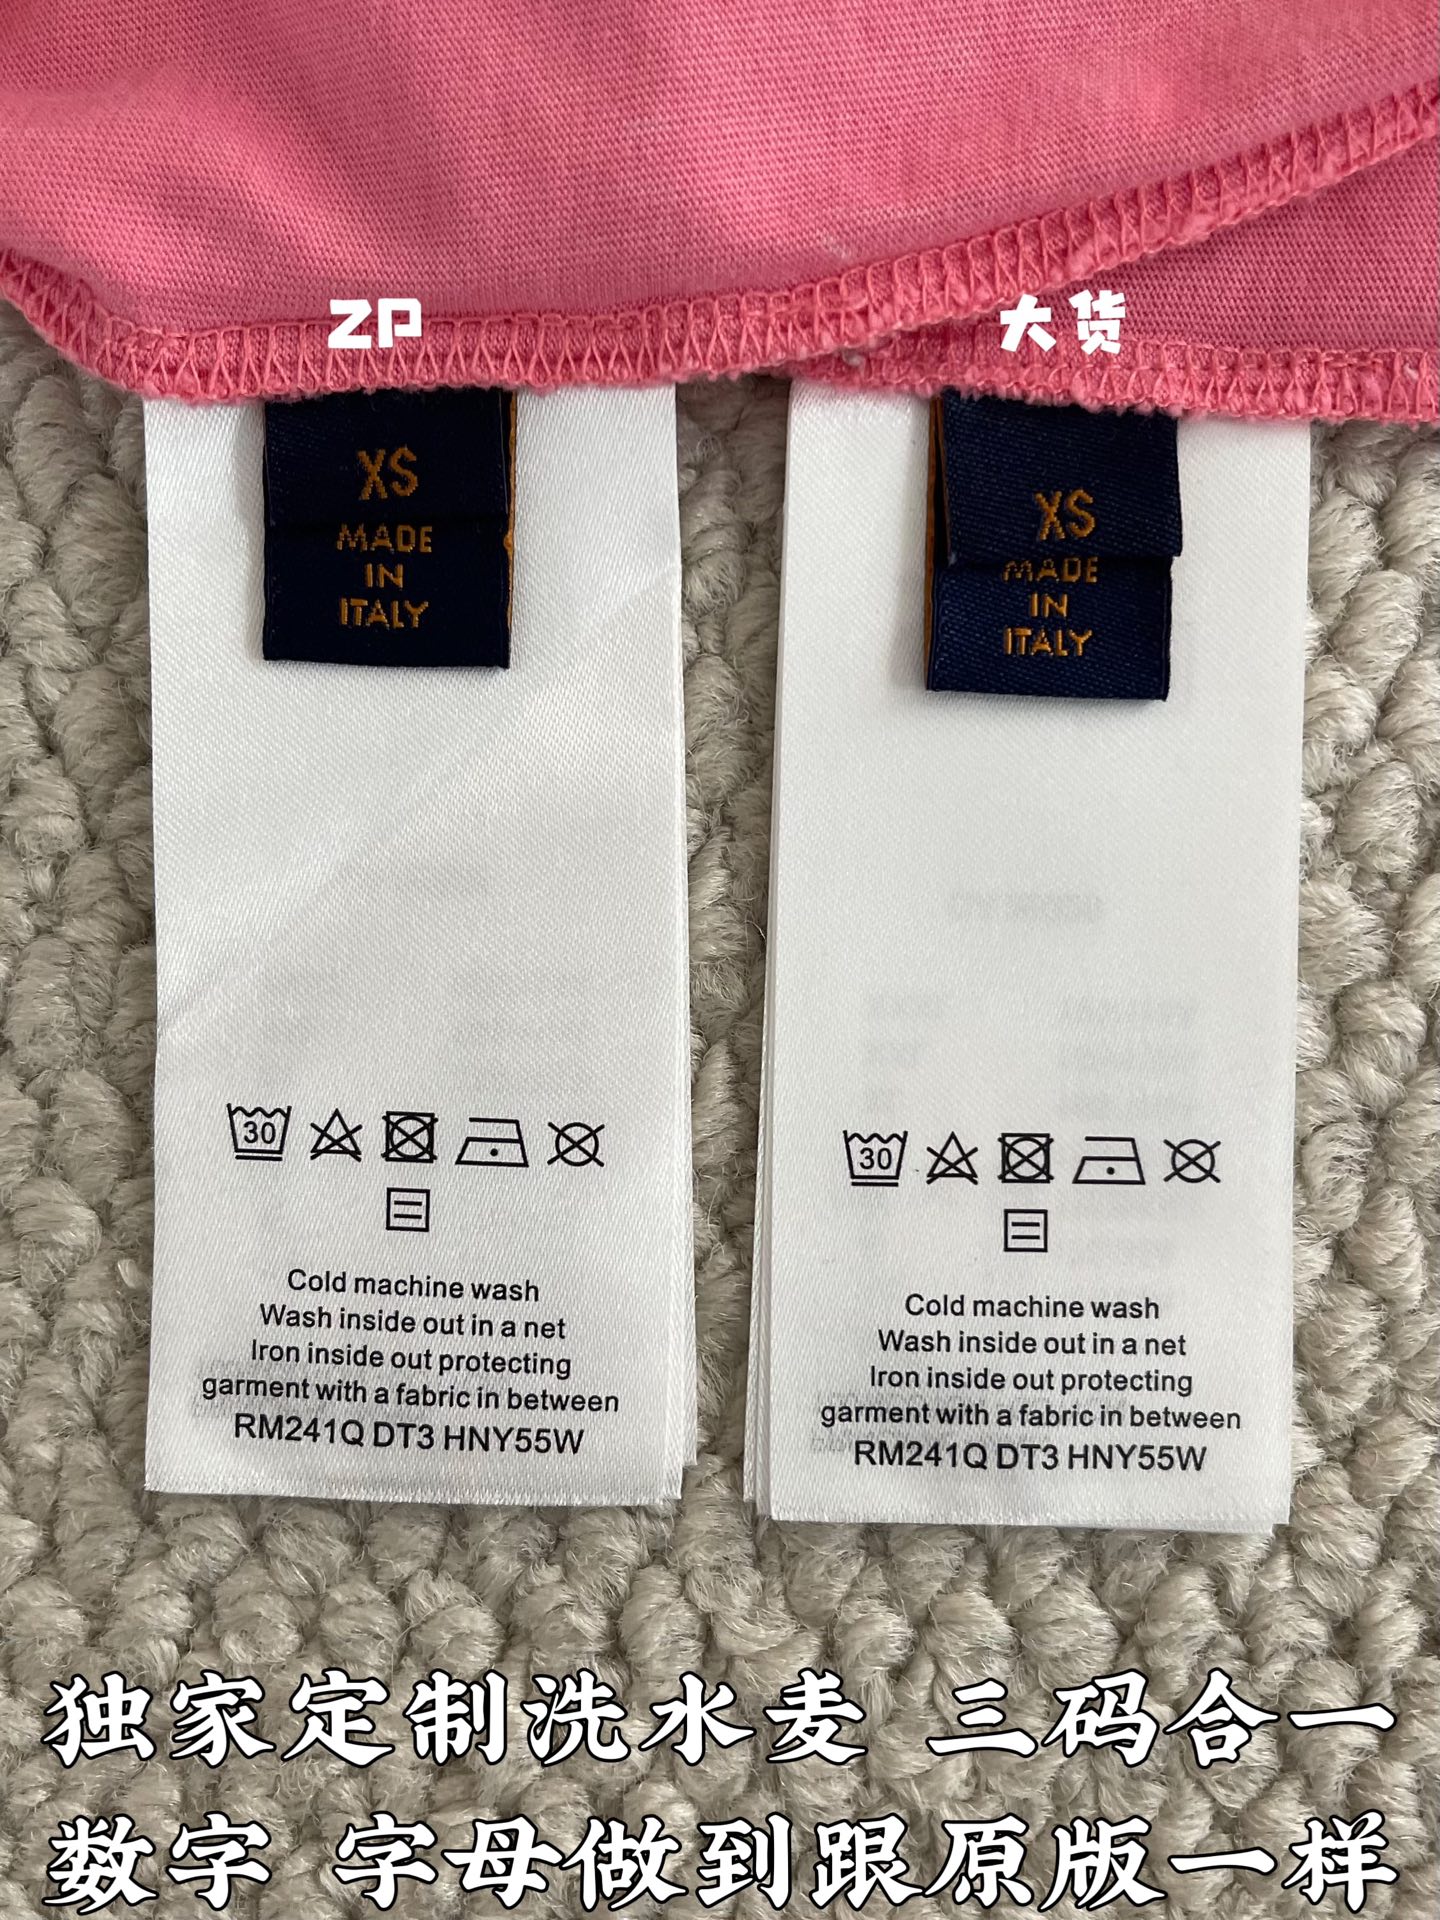 ZP
大货
XS
MADE
IN
ITALY
XS
MADE
IN
ITALY
30
Cold machine wash
Wash inside out in a net
Iron inside out protecting
garment with a fabric in between
RM241Q DT3 HNY55W
30
Cold machine wash
Wash inside out in a net
Iron inside out protecting
garment with a fabric in between
RM241Q DT3 HNY55W
独家定制洗水麦 三码合一
数字 字母做到跟原版一样